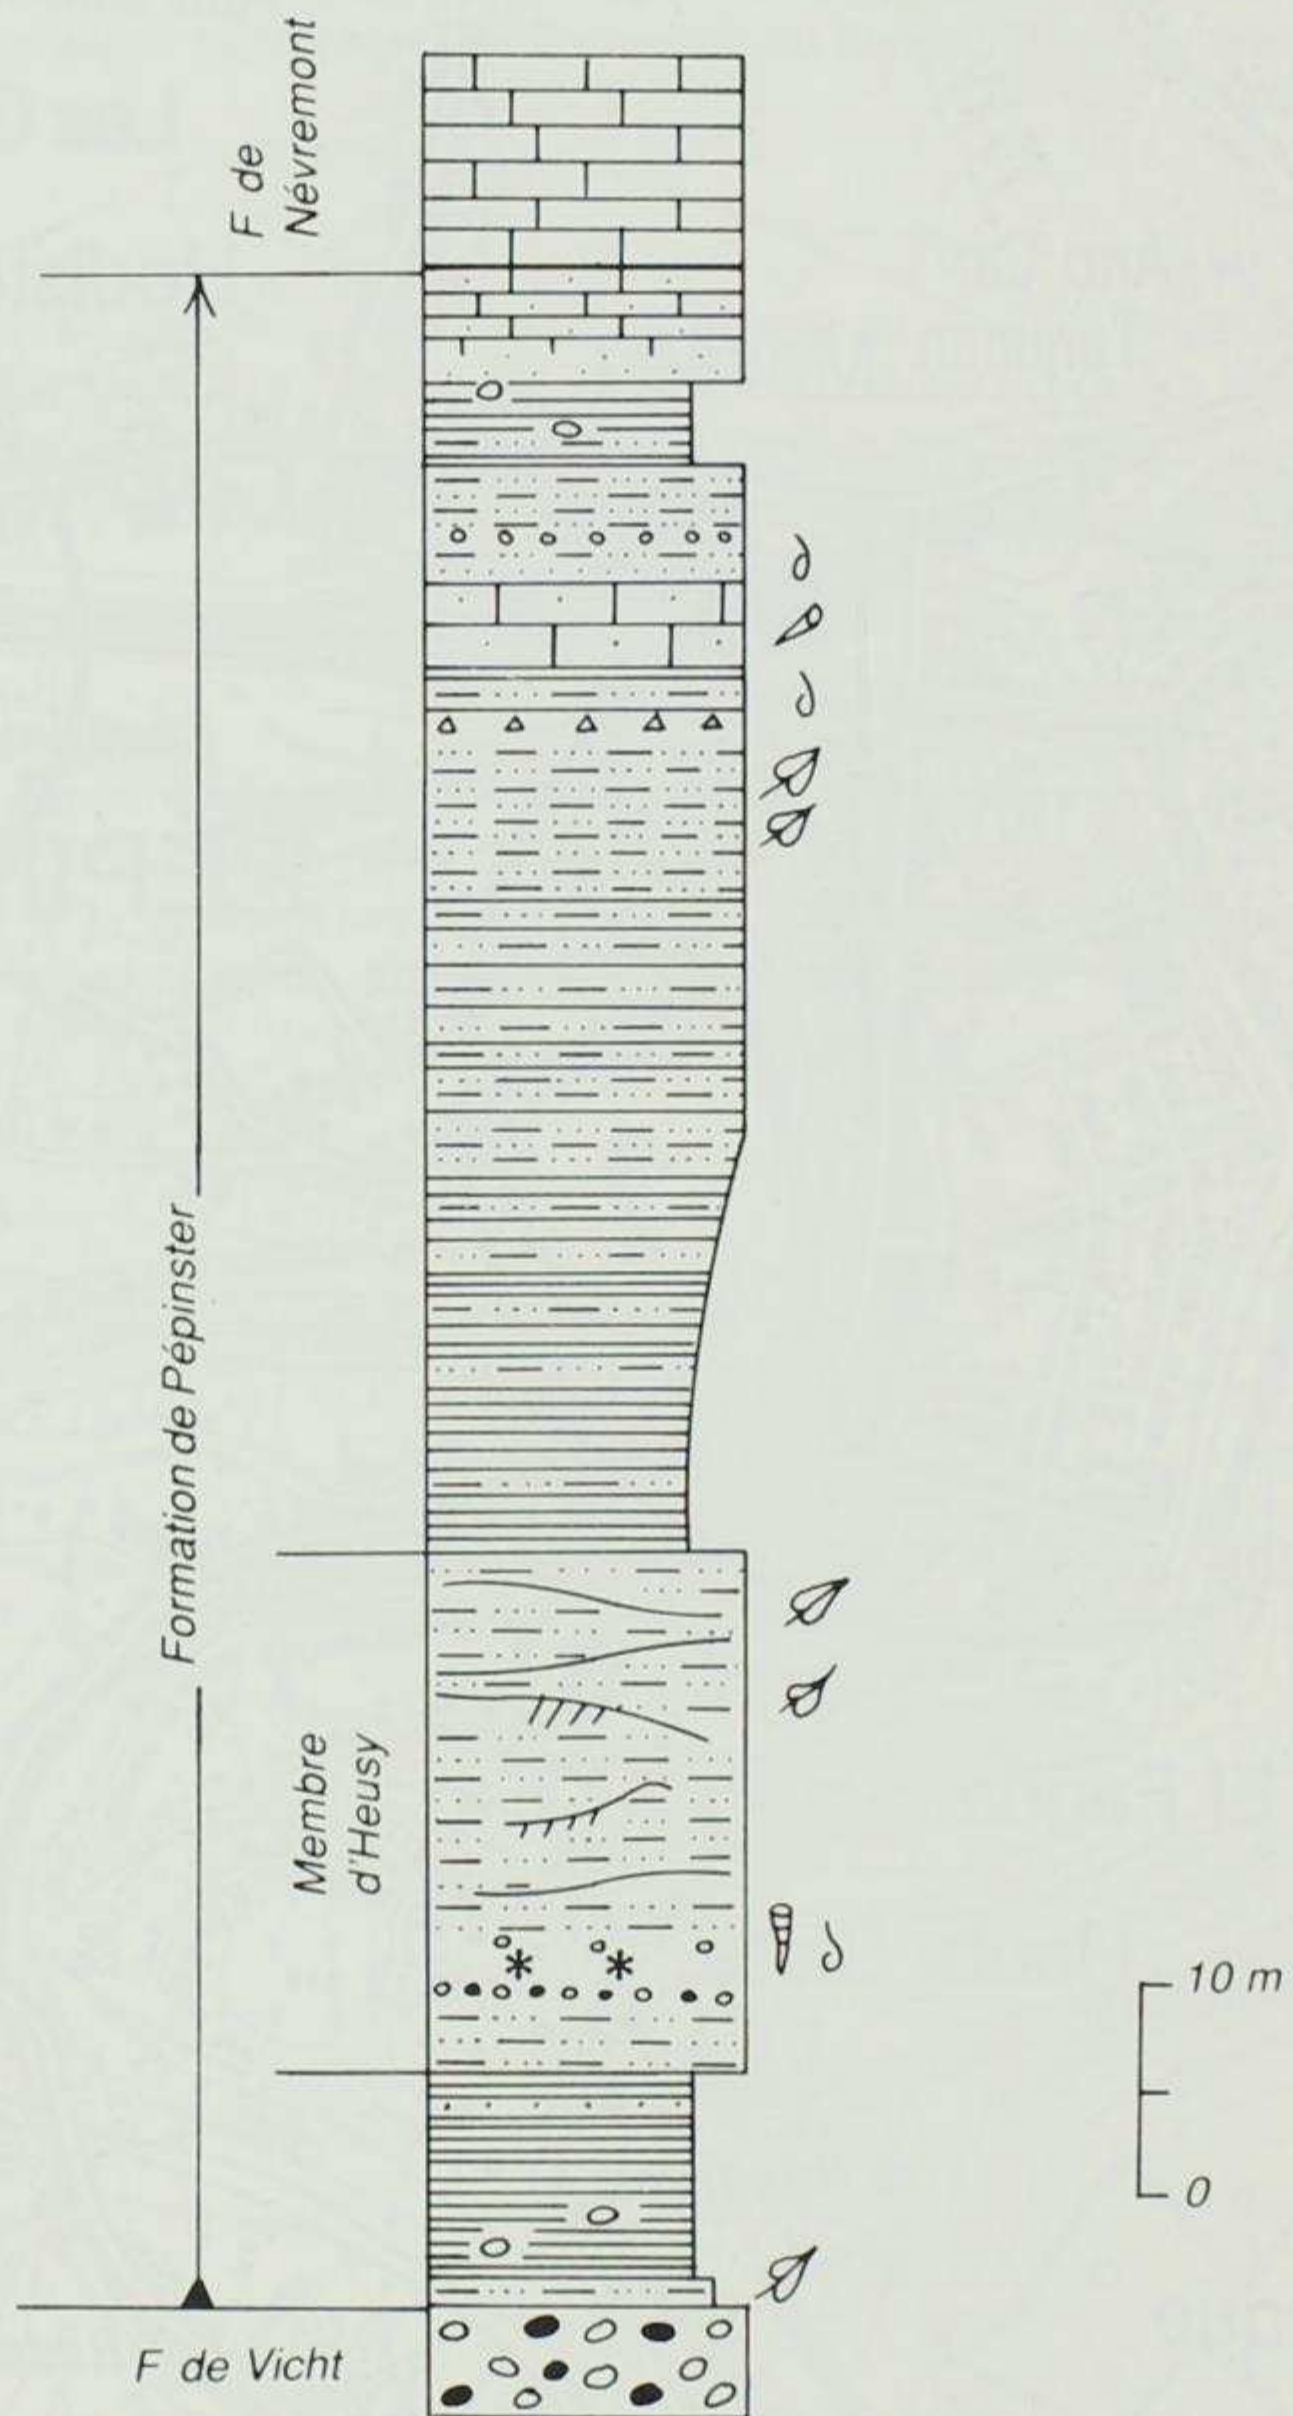 F de
Névremont
Formation de Pépinster
Membre
d'Heusy
10 m
0
F de Vicht